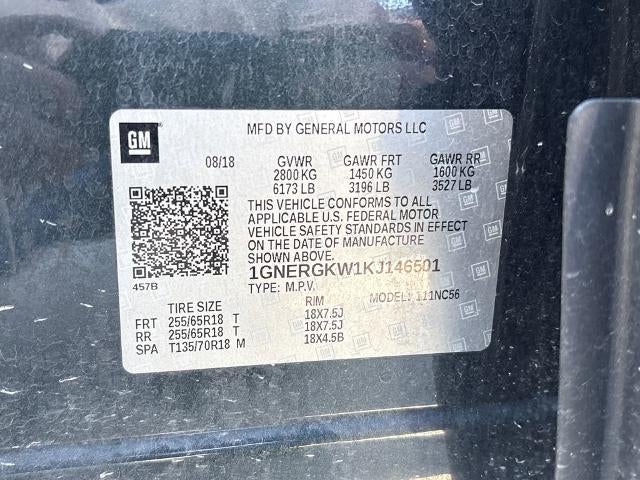 GM
MFD BY GENERAL MOTORS LLC
08/18 GVWR GAWR FRT GAWR RR
2800 KG 1450 KG 1600 KG
6173 LB 3196 LB 3527 LB
THIS VEHICLE CONFORMS TO ALL
APPLICABLE U.S. FEDERAL MOTOR
VEHICLE SAFETY STANDARDS IN EFFECT
ON THE DATE OF MANUFACTURE
SHOWN ABOVE.
457B
1GNERGKW1KJ146501
TYPE: M.P.V. MODEL: 111NC56
TIRE SIZE RIM
FRT 255/65R18 T 18X7.5J
RR 255/65R18 T 18X7.5J
SPA T135/70R18 M 18X4.5B